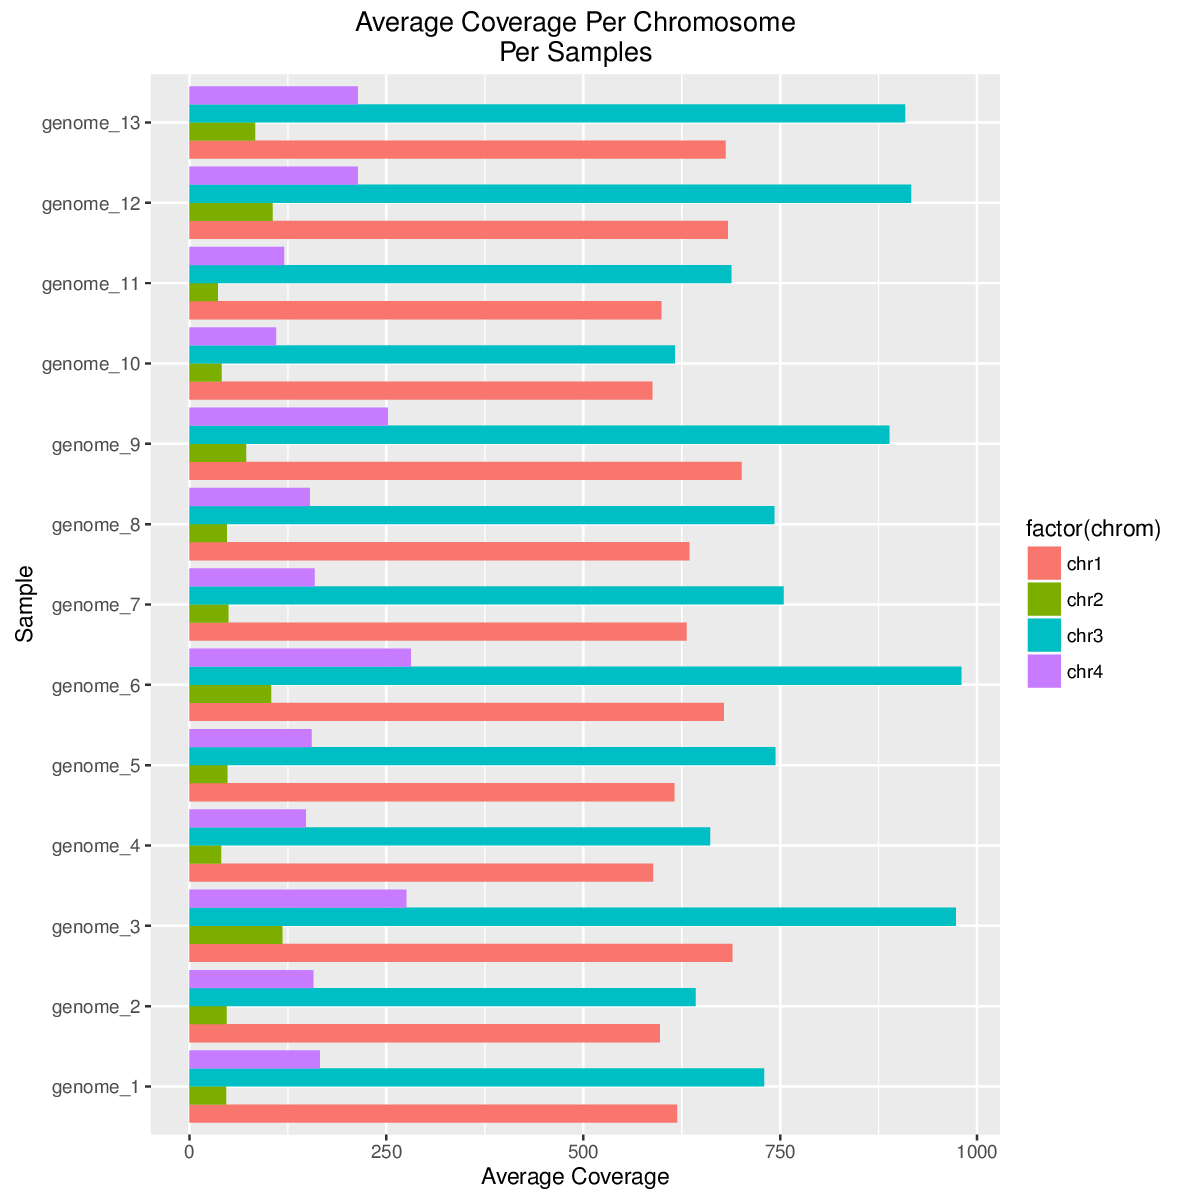 Average Coverage Per Chromosome
Per Samples
genome_13
genome_12
genome_11
genome_10
genome_9
genome_8
genome_7
genome_6
genome_5
genome_4
genome_3
genome_2
genome_1
Sample
0 250 500 750 1000
Average Coverage
factor(chrom)
chr1
chr2
chr3
chr4